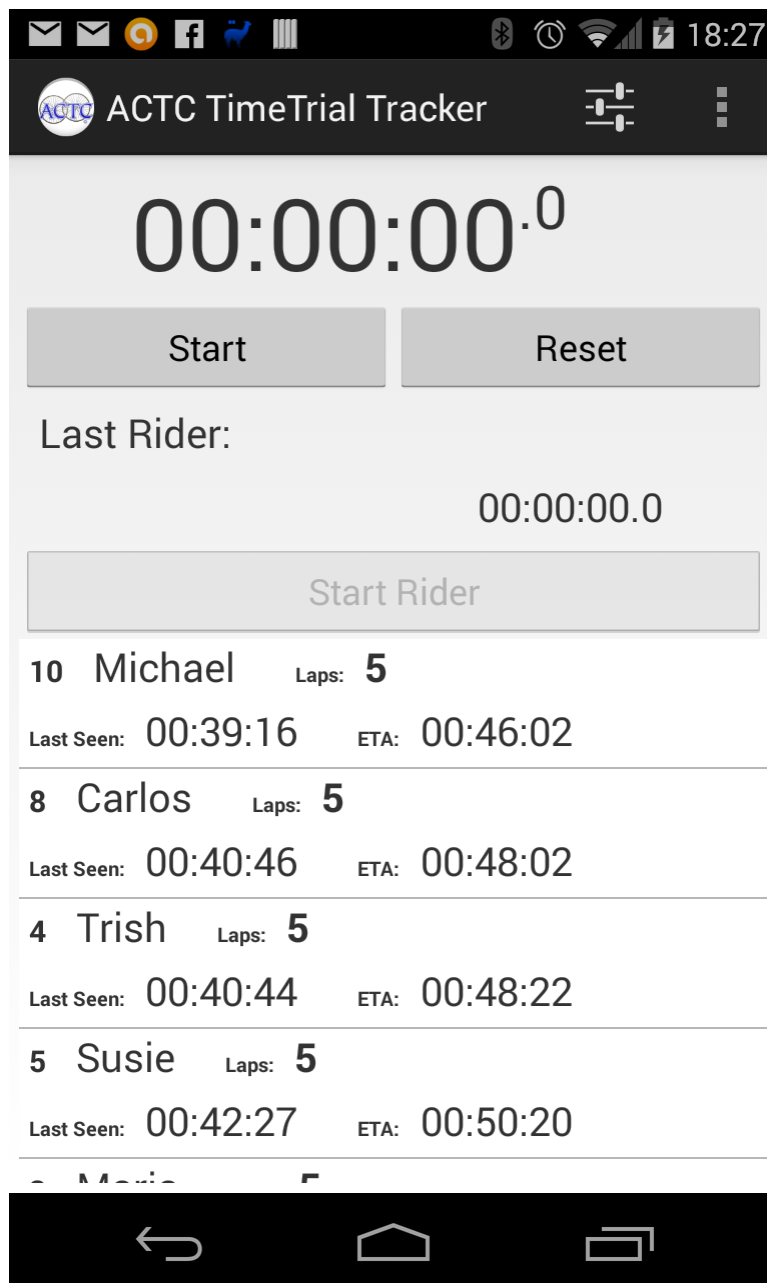 18:27
ACTC TimeTrial Tracker
00:00:00.0
Start Reset
Last Rider:
00:00:00.0
Start Rider
10 Michael Laps: 5
Last Seen: 00:39:16 ETA: 00:46:02
8 Carlos Laps: 5
Last Seen: 00:40:46 ETA: 00:48:02
4 Trish Laps: 5
Last Seen: 00:40:44 ETA: 00:48:22
5 Susie Laps: 5
Last Seen: 00:42:27 ETA: 00:50:20